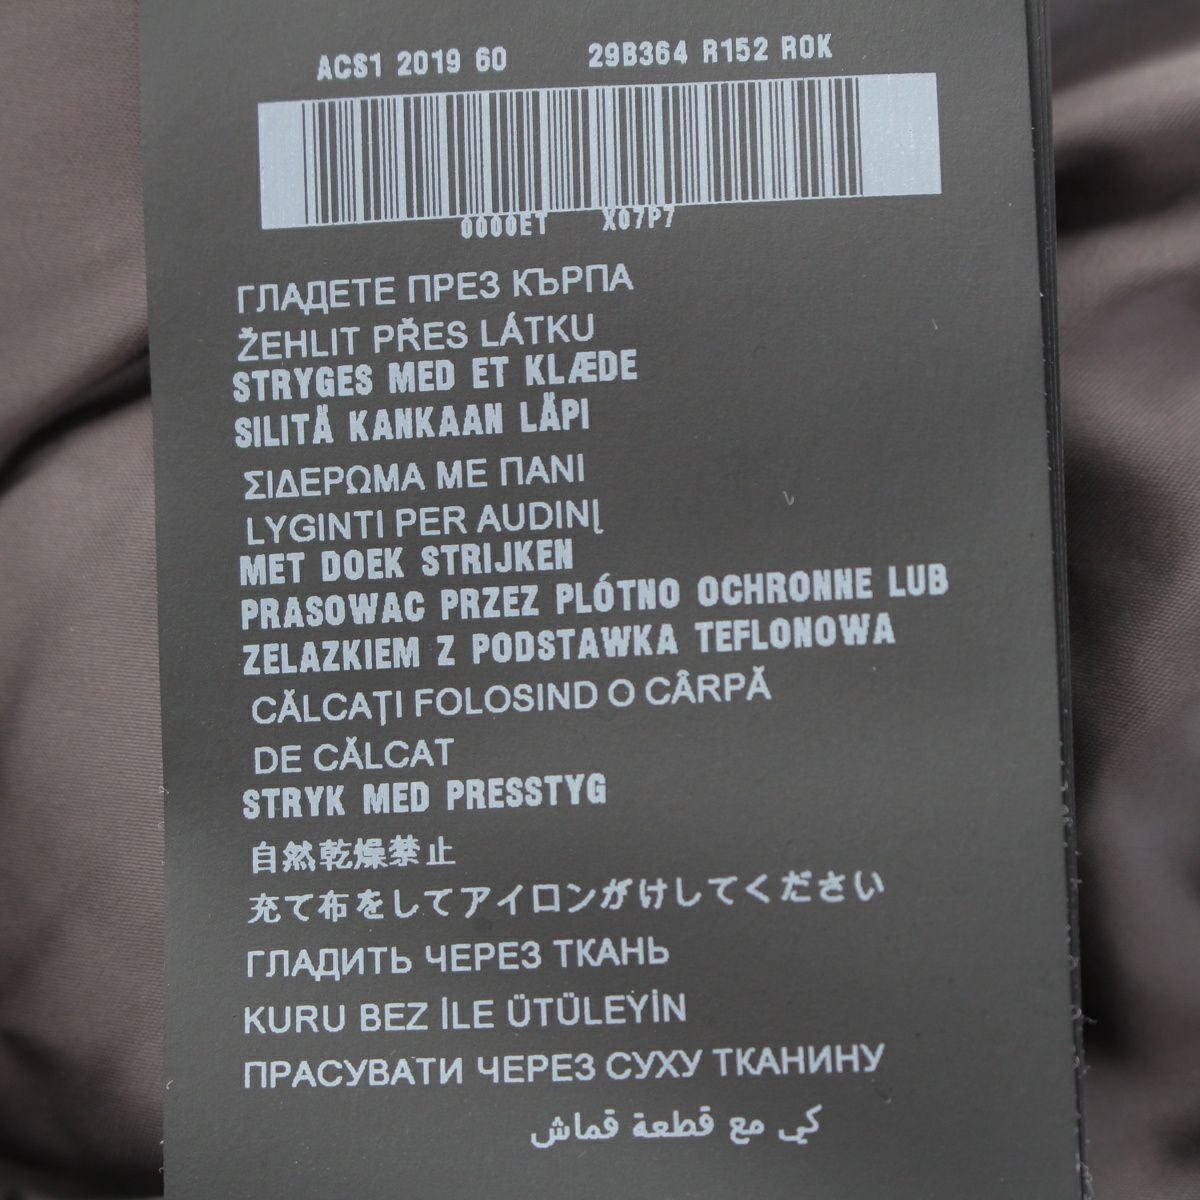 ACS1 2019 60 29B364 R152 ROK
0000ET X07P7
ГЛАДЕТЕ ПРЕЗ КЪРПА
ŽEHLIT PŘES LÁTKU
STRYGES MED ET KLÆDE
SILITÄ KANKAAN LÄPI
ΣΙΔΕΡΩΜΑ ΜΕ ΠΑΝΙ
LYGINTI PER AUDINĮ
MET DOEK STRIJKEN
PRASOWAC PRZEZ PLÓTNO OCHRONNE LUB
ZELAZKIEM Z PODSTAWKA TEFLONOWA
CĂLCAȚI FOLOSIND O CÂRPĂ
DE CĂLCAT
STRYK MED PRESSTYG
自然乾燥禁止
充て布をしてアイロンがけしてください
ГЛАДИТЬ ЧЕРЕЗ ТКАНЬ
KURU BEZ İLE ÜTÜLEYİN
ПРАСУВАТИ ЧЕРЕЗ СУХУ ТКАНИНУ
كي مع قطعة قماش